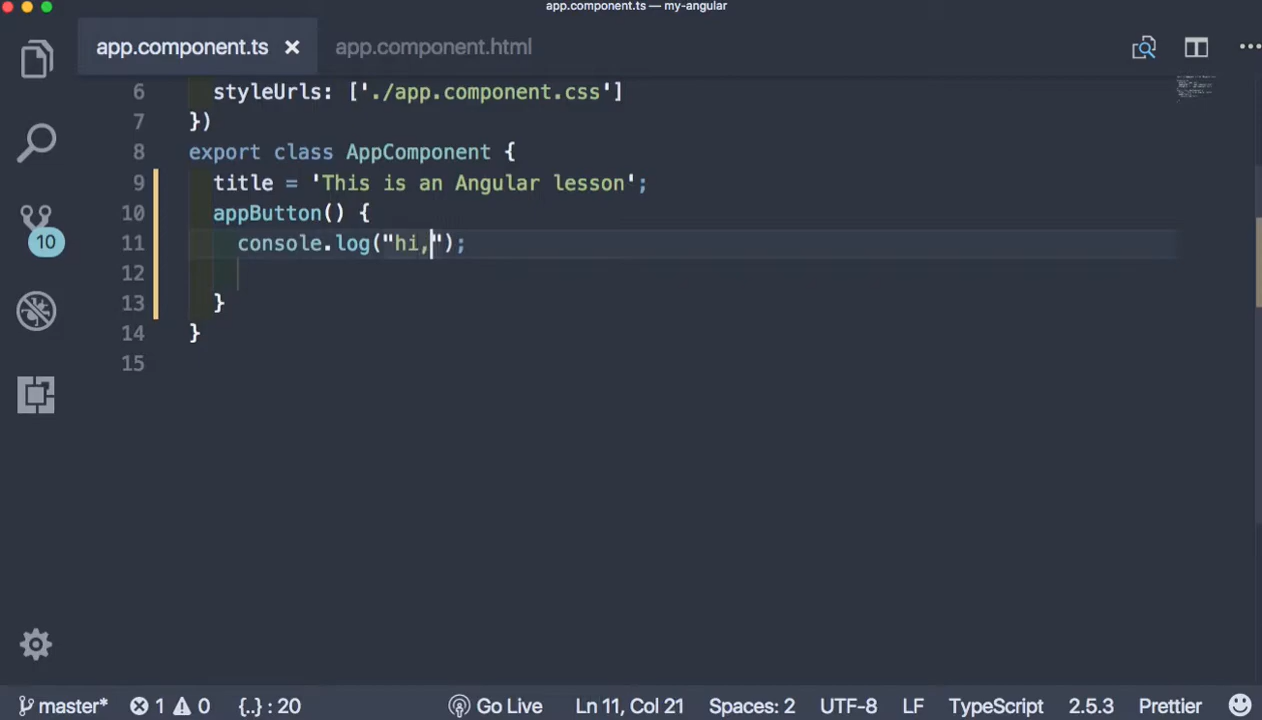 app.component.ts — my-angular
app.component.ts
app.component.html
6 styleUrls: ['./app.component.css']
7 })
8 export class AppComponent {
9 title = 'This is an Angular lesson';
10 appButton() {
11 console.log("hi,");
12
13 }
14 }
15
10
master* 1 0 {..} : 20 Go Live Ln 11, Col 21 Spaces: 2 UTF-8 LF TypeScript 2.5.3 Prettier